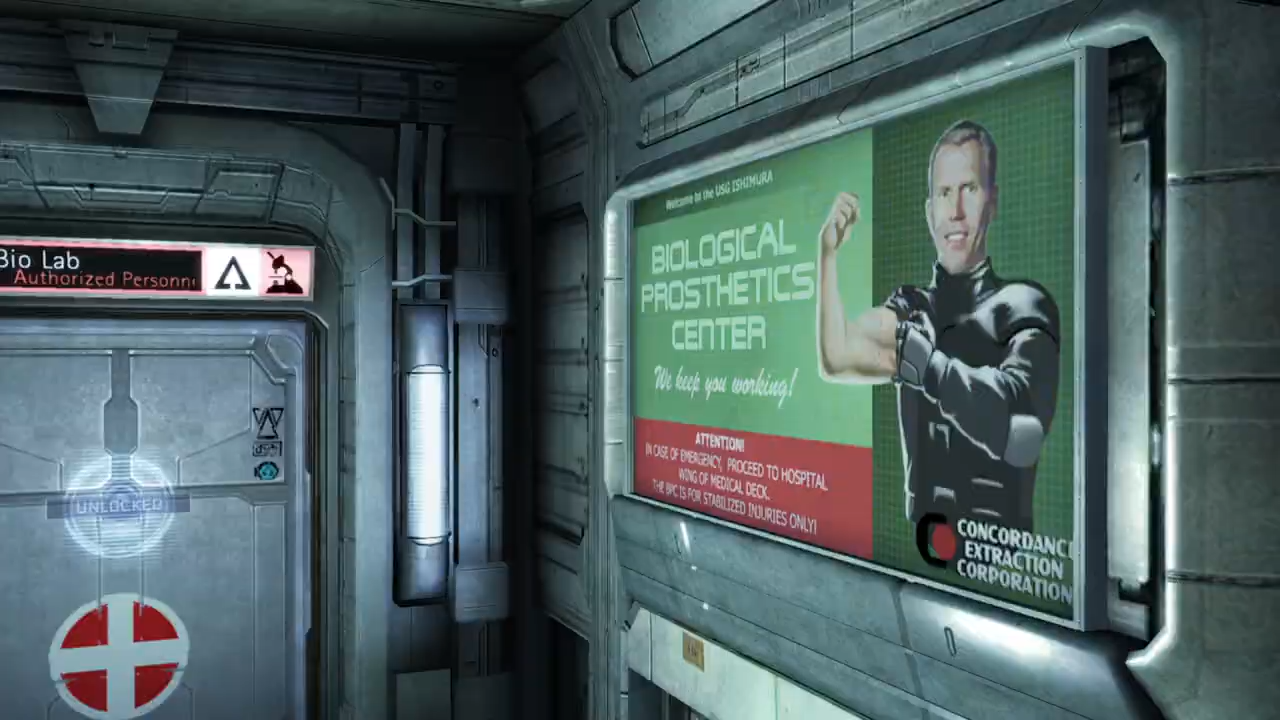 Bio Lab
Authorized Personn
UNLOCKED
Welcome to the USG ISHIMURA
BIOLOGICAL
PROSTHETICS
CENTER
We keep you working!
ATTENTION!
IN CASE OF EMERGENCY, PROCEED TO HOSPITAL
WING OF MEDICAL DECK.
THE BPC IS FOR STABILIZED INJURIES ONLY!
CONCORDANC
EXTRACTION
CORPORATION